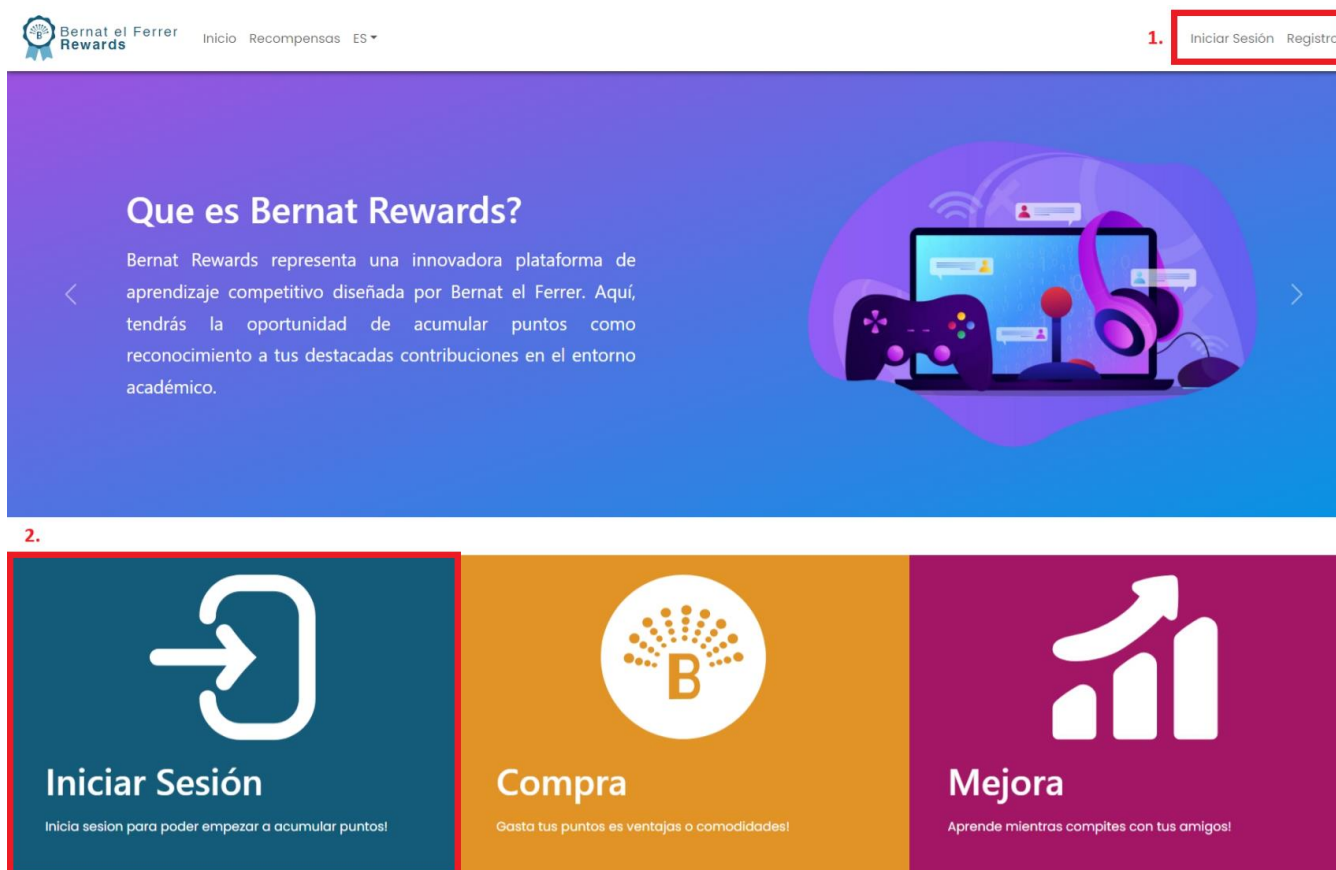 Bernat el Ferrer
Rewards
Inicio Recompensas ES
1.
Iniciar Sesión Registro
Que es Bernat Rewards?
Bernat Rewards representa una innovadora plataforma de
aprendizaje competitivo diseñada por Bernat el Ferrer. Aquí,
tendrás la oportunidad de acumular puntos como
reconocimiento a tus destacadas contribuciones en el entorno
académico.
2.
B
Iniciar Sesión
Inicia sesion para poder empezar a acumular puntos!
Compra
Gasta tus puntos es ventajas o comodidades!
Mejora
Aprende mientras compites con tus amigos!